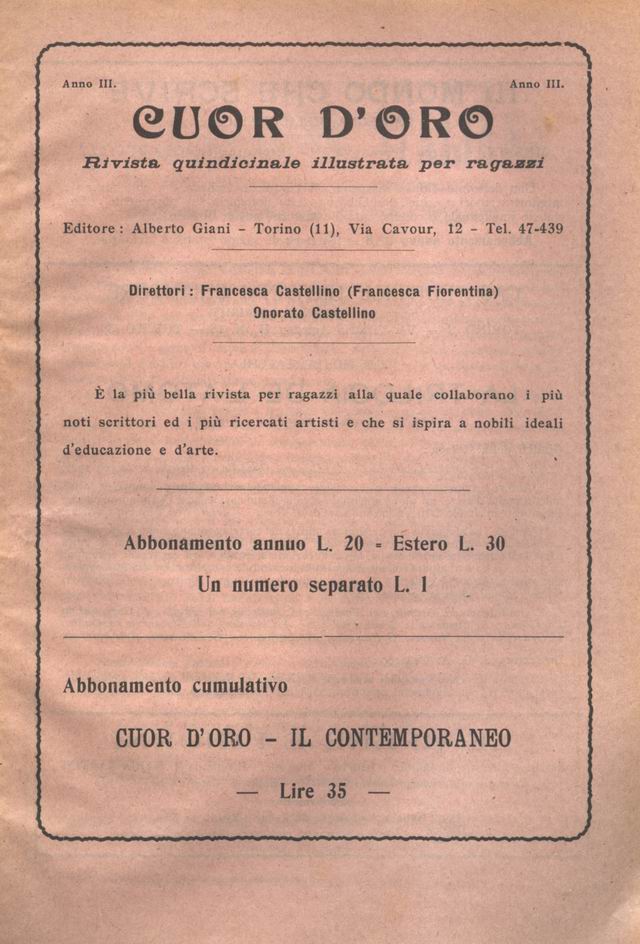 Anno III. Anno III.
CUOR D'ORO
Rivista quindicinale illustrata per ragazzi
Editore : Alberto Giani - Torino (11), Via Cavour, 12 - Tel. 47-439
Direttori : Francesca Castellino (Francesca Fiorentina)
Onorato Castellino
È la più bella rivista per ragazzi alla quale collaborano i più
noti scrittori ed i più ricercati artisti e che si ispira a nobili ideali
d'educazione e d'arte.
Abbonamento annuo L. 20 - Estero L. 30
Un numero separato L. 1
Abbonamento cumulativo
CUOR D'ORO - IL CONTEMPORANEO
— Lire 35 —